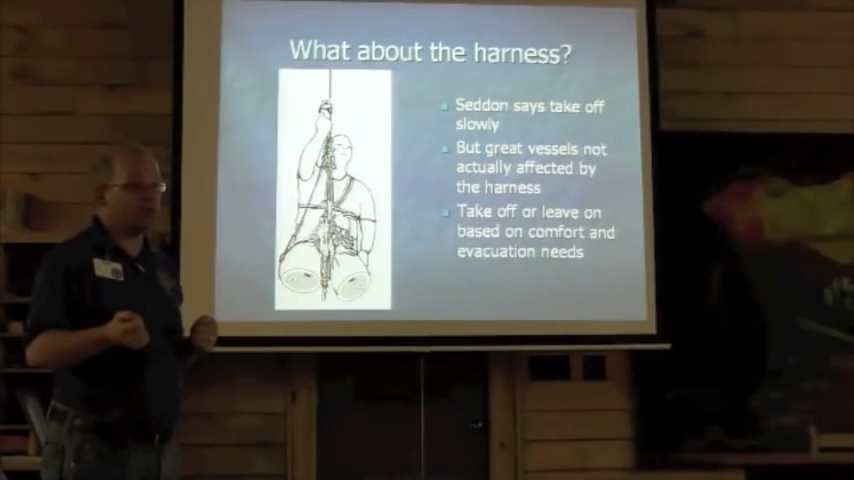 What about the harness?
Seddon says take off
slowly
But great vessels not
actually affected by
the harness
Take off or leave on
based on comfort and
evacuation needs